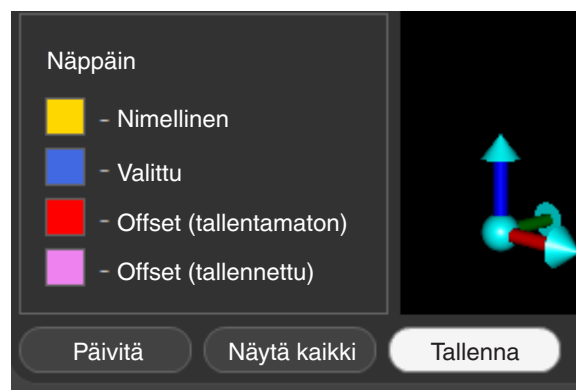 Näppäin
- Nimellinen
- Valittu
- Offset (tallentamaton)
- Offset (tallennettu)
Päivitä
Näytä kaikki
Tallenna